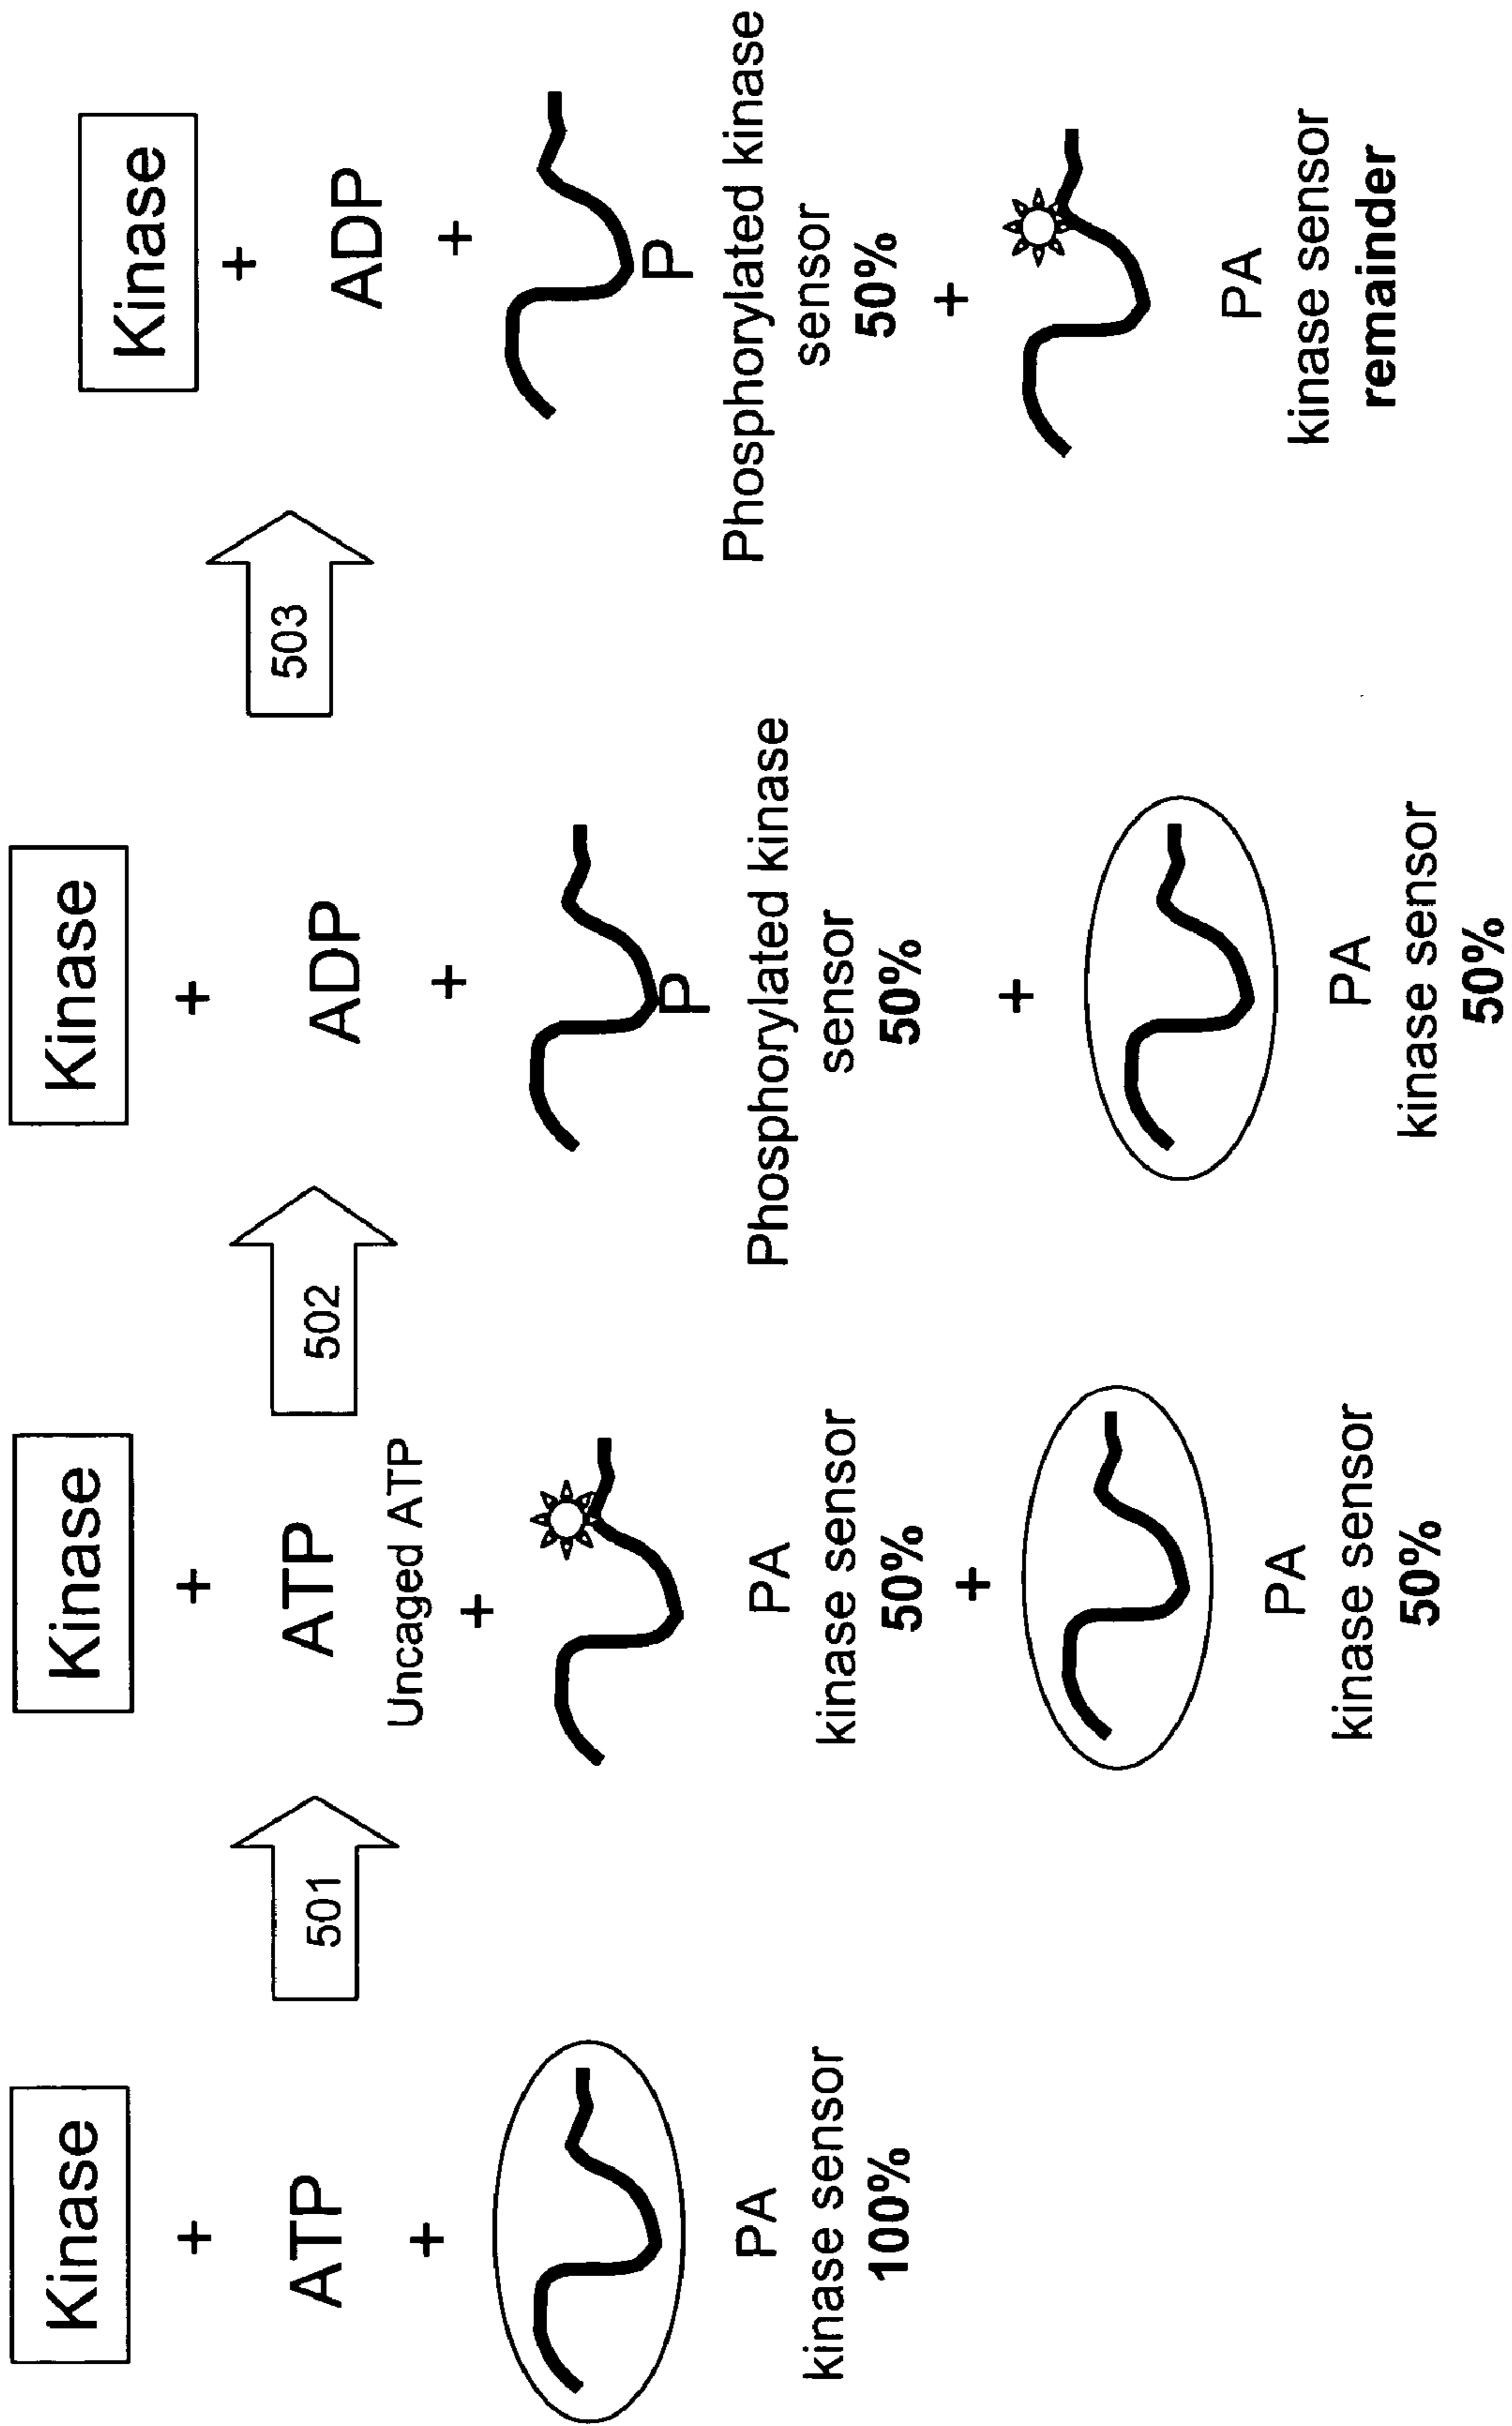 Kinase
+
ATP
+
PA
kinase sensor
100%
501
Kinase
+
ATP
Uncaged ATP
+
PA
kinase sensor
50%
+
PA
kinase sensor
50%
502
Kinase
+
ADP
+
P
Phosphorylated kinase
sensor
50%
+
PA
kinase sensor
50%
503
Kinase
+
ADP
+
P
Phosphorylated kinase
sensor
50%
+
PA
kinase sensor
remainder